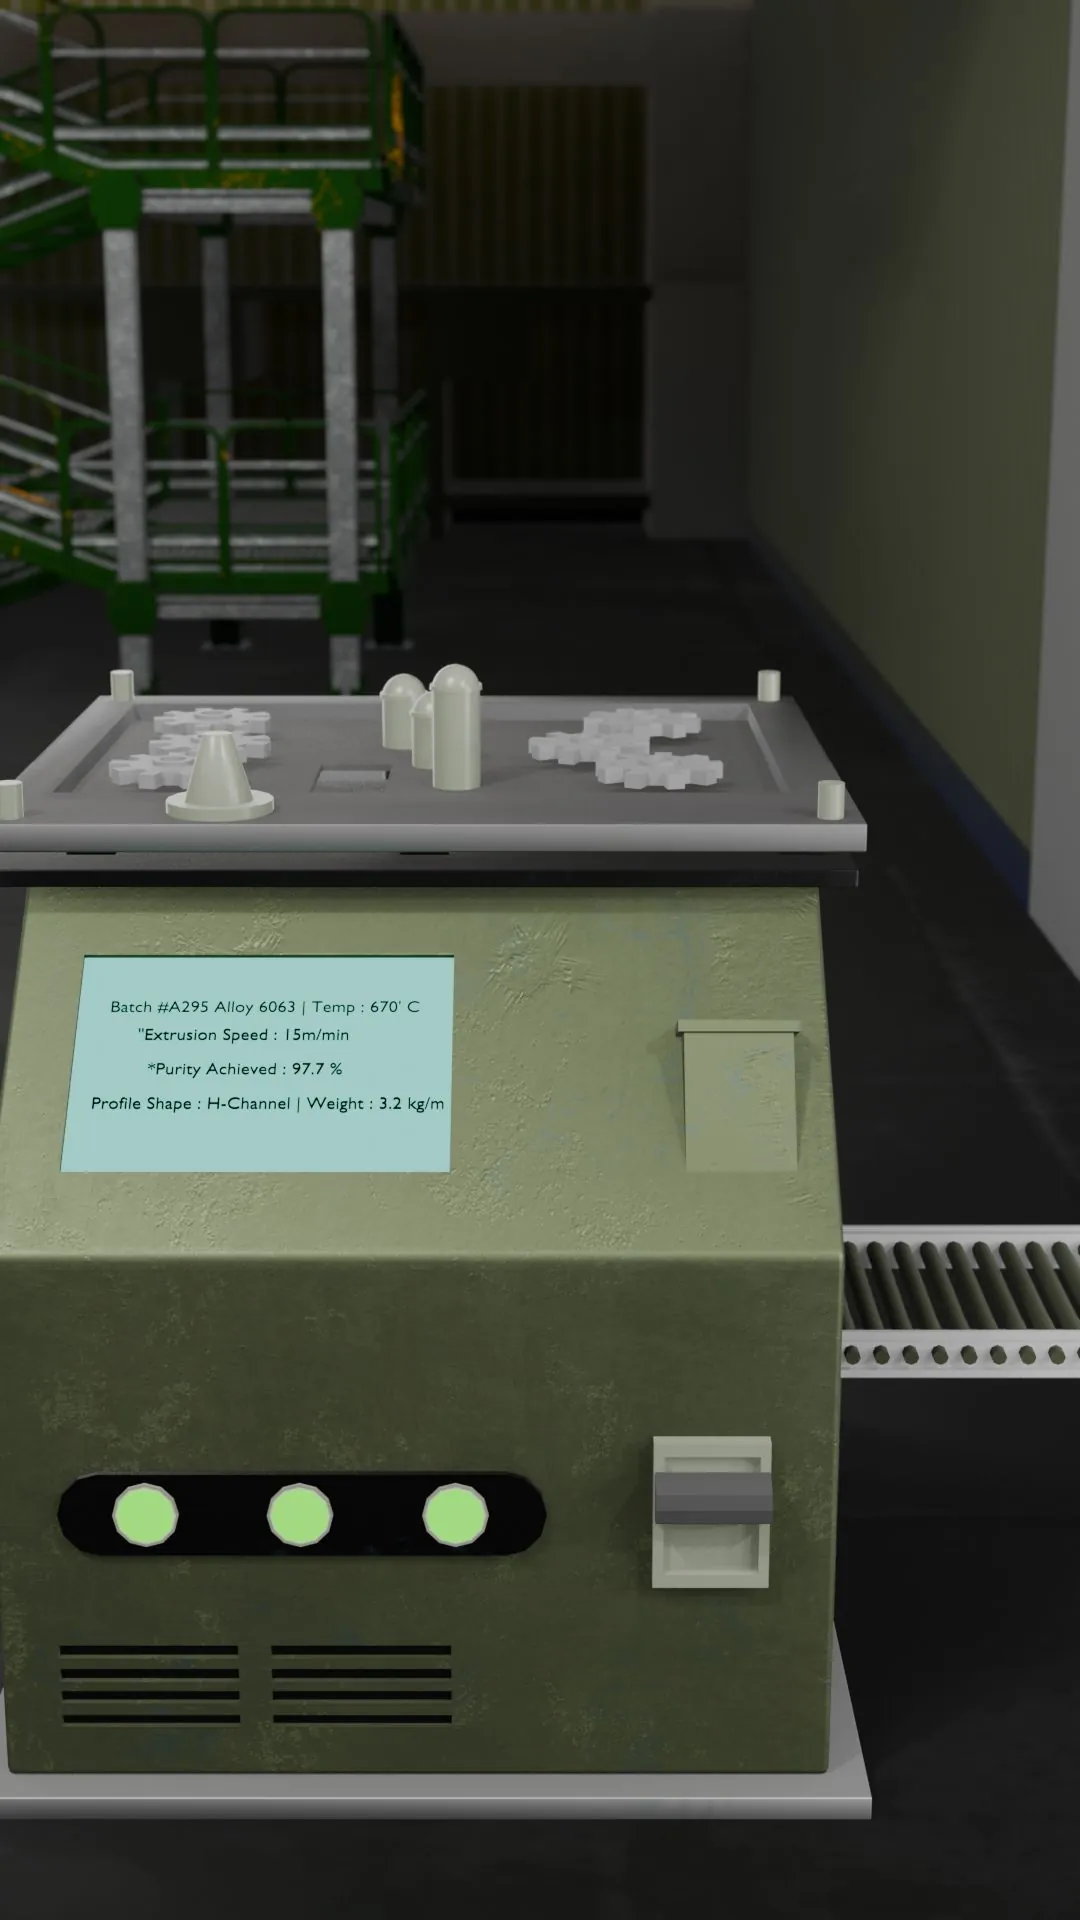 Batch #A295 Alloy 6063 | Temp : 670' C
"Extrusion Speed : 15m/min
*Purity Achieved : 97.7 %
Profile Shape : H-Channel | Weight : 3.2 kg/m